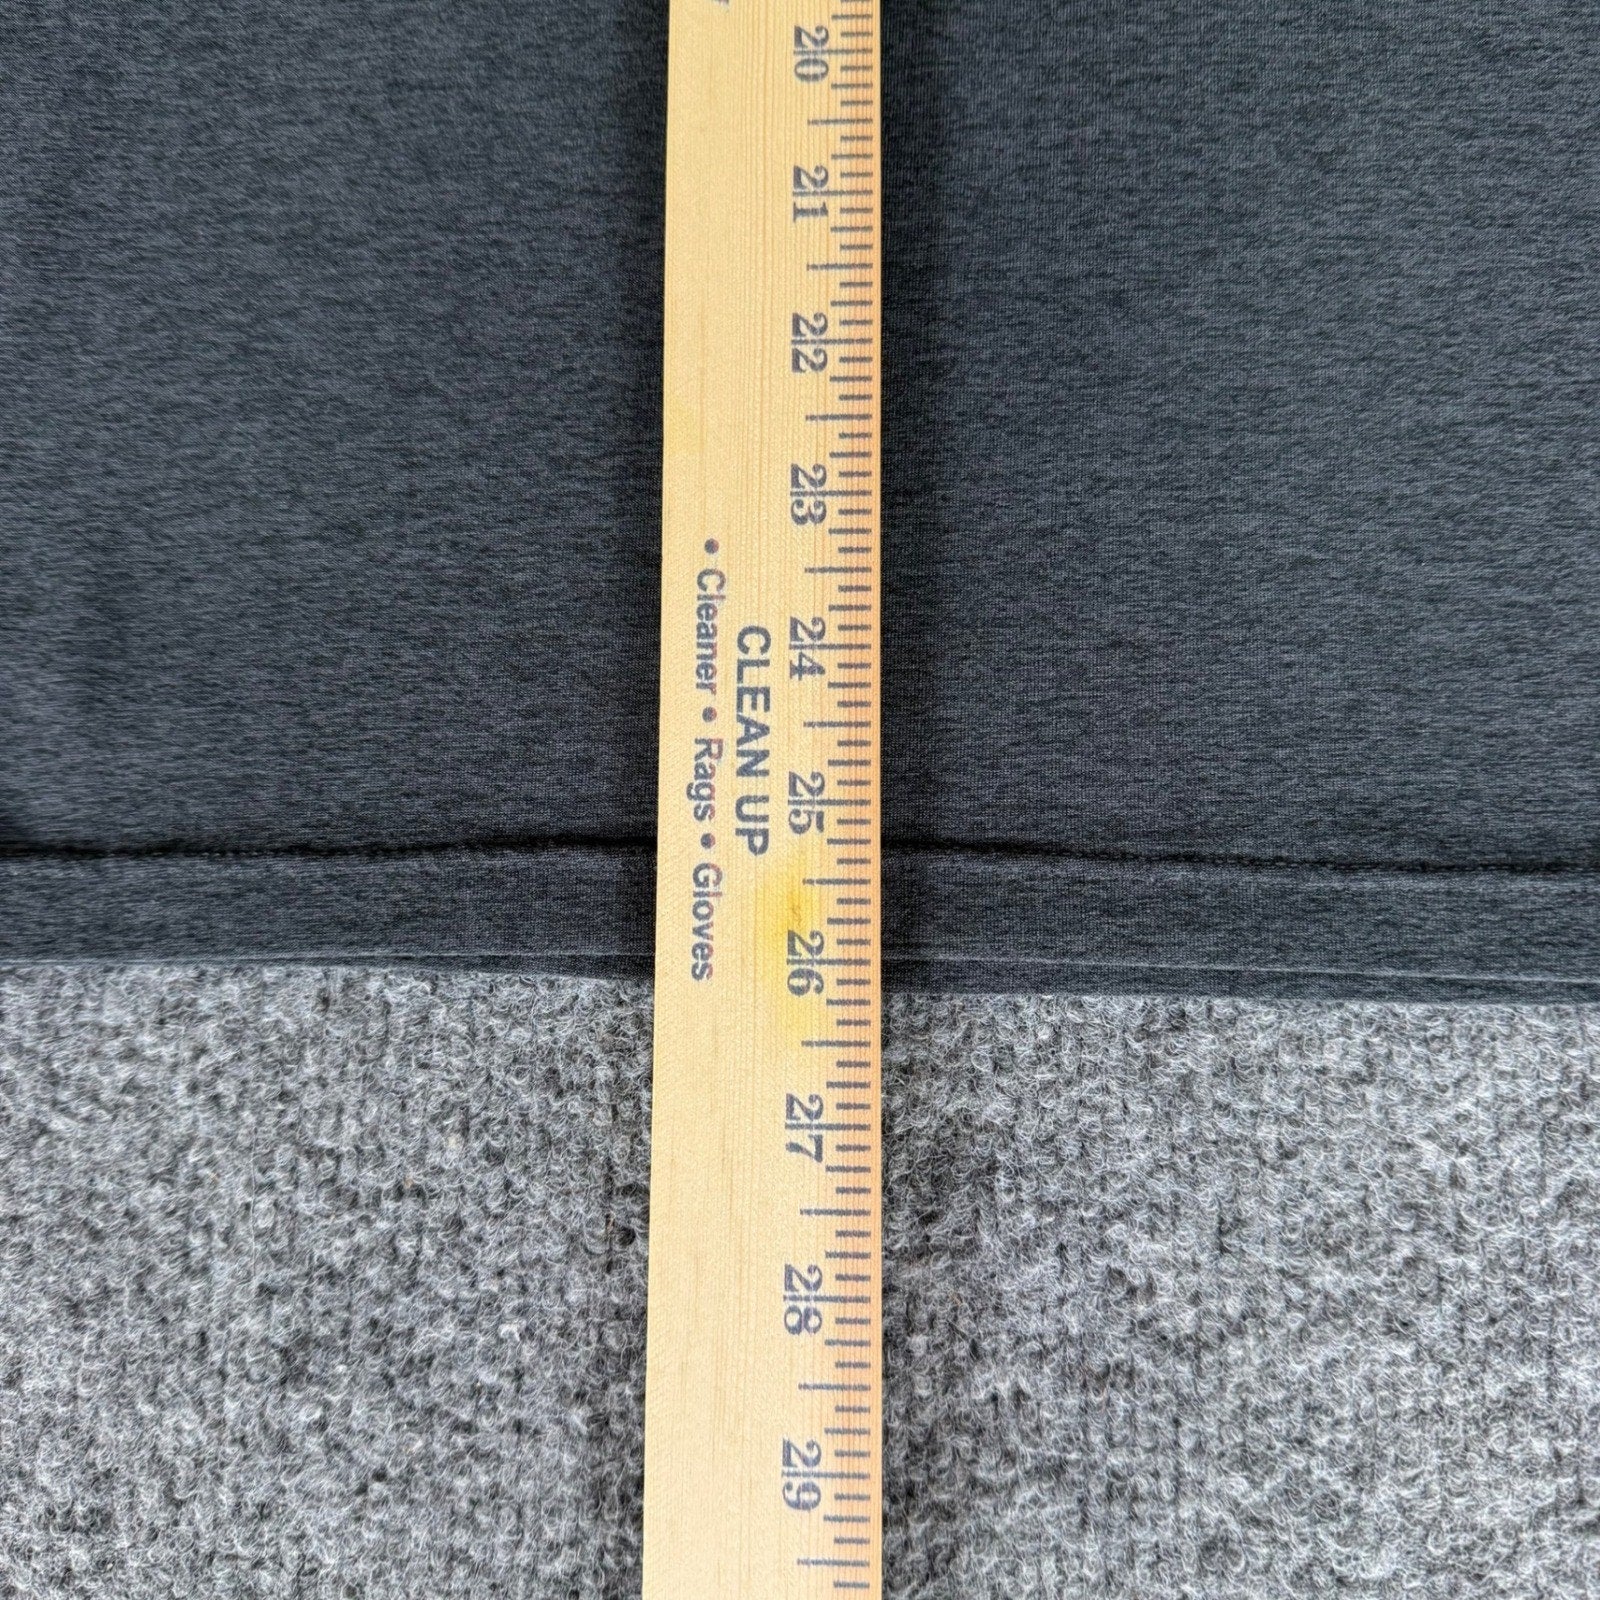 20 21 22 23 24 25 26 27 28 29
CLEAN UP
• Cleaner • Rags • Gloves